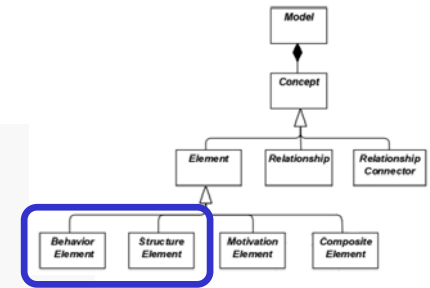 Model
Concept
Element
Relationship
Relationship
Connector
Behavior
Element
Structure
Element
Motivation
Element
Composite
Element